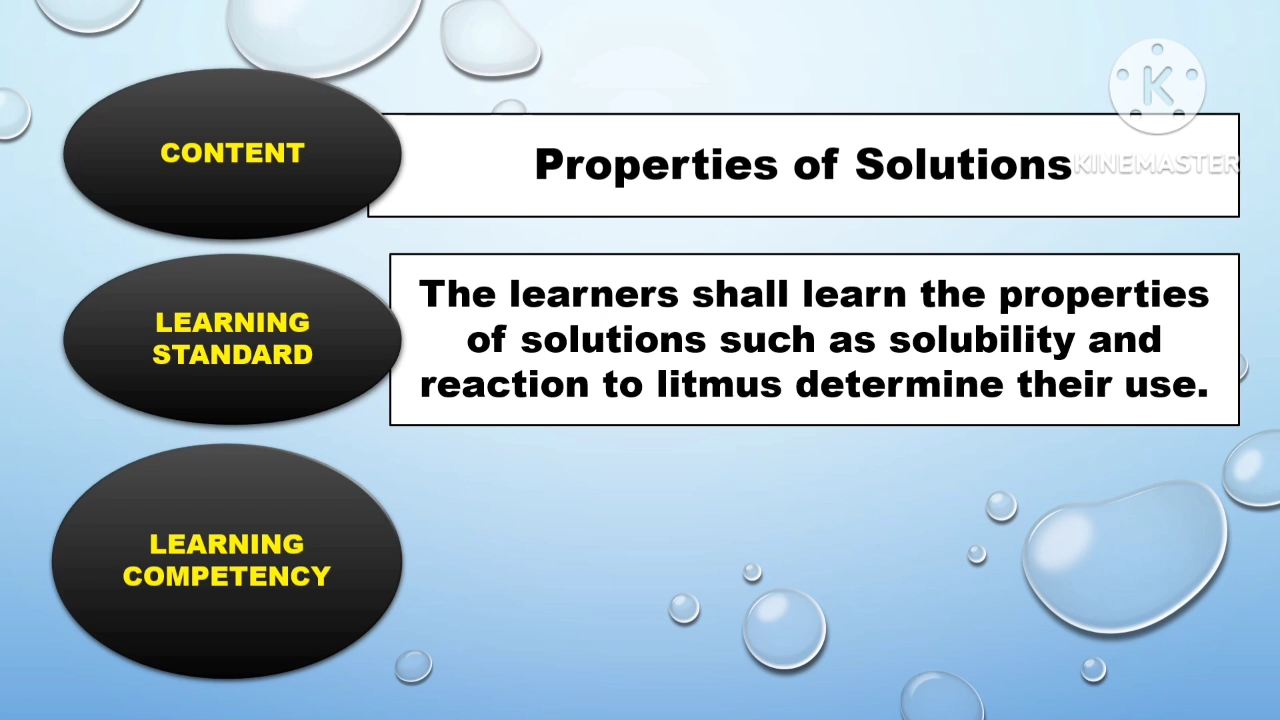 CONTENT
Properties of Solutions
K
KINEMASTER
LEARNING
STANDARD
The learners shall learn the properties
of solutions such as solubility and
reaction to litmus determine their use.
LEARNING
COMPETENCY